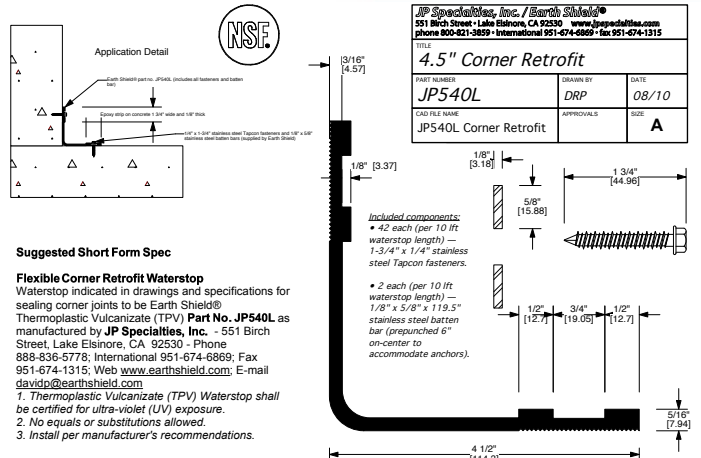 NSF.
Application Detail
Earth Shield® part no. JP540L (includes all fasteners and batten
bar)
Epoxy strip on concrete 1 3/4" wide and 1/8" thick
1/4" x 1-3/4" stainless steel Tapcon fasteners and 1/8" x 5/8"
stainless steel batten bars (supplied by Earth Shield)
JP Specialties, Inc. / Earth Shield®
551 Birch Street • Lake Elsinore, CA 92530 www.jpspecialties.com
phone 800-821-3859 • international 951-674-6869 • fax 951-674-1315
TITLE
4.5" Corner Retrofit
PART NUMBER
JP540L
DRAWN BY
DRP
DATE
08/10
CAD FILE NAME
JP540L Corner Retrofit
APPROVALS
SIZE
A
3/16"
[4.57]
1/8" [3.37]
1/8"
[3.18]
5/8"
[15.88]
1 3/4"
[44.96]
Included components:
• 42 each (per 10 lft
waterstop length) —
1-3/4" x 1/4" stainless
steel Tapcon fasteners.
• 2 each (per 10 lft
waterstop length) —
1/8" x 5/8" x 119.5"
stainless steel batten
bar (prepunched 6"
on-center to
accommodate anchors).
1/2"
[12.7]
3/4"
[19.05]
1/2"
[12.7]
5/16"
[7.94]
4 1/2"
Suggested Short Form Spec
Flexible Corner Retrofit Waterstop
Waterstop indicated in drawings and specifications for
sealing corner joints to be Earth Shield®
Thermoplastic Vulcanizate (TPV) Part No. JP540L as
manufactured by JP Specialties, Inc. - 551 Birch
Street, Lake Elsinore, CA 92530 - Phone
888-836-5778; International 951-674-6869; Fax
951-674-1315; Web www.earthshield.com; E-mail
davidp@earthshield.com
1. Thermoplastic Vulcanizate (TPV) Waterstop shall
be certified for ultra-violet (UV) exposure.
2. No equals or substitutions allowed.
3. Install per manufacturer's recommendations.